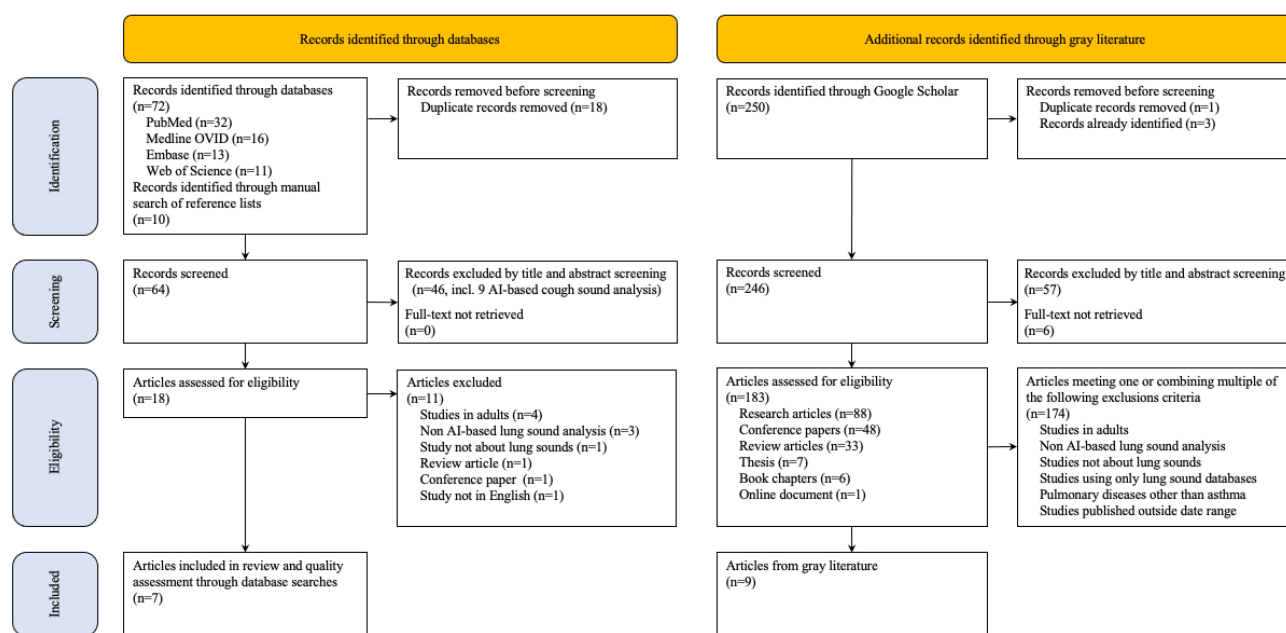 Records identified through databases
Additional records identified through gray literature
Identification
Records identified through databases
(n=72)
PubMed (n=32)
Medline OVID (n=16)
Embase (n=13)
Web of Science (n=11)
Records identified through manual
search of reference lists
(n=10)
Records removed before screening
Duplicate records removed (n=18)
Records identified through Google Scholar
(n=250)
Records removed before screening
Duplicate records removed (n=1)
Records already identified (n=3)
Screening
Records screened
(n=64)
Records excluded by title and abstract screening
(n=46, incl. 9 AI-based cough sound analysis)
Full-text not retrieved
(n=0)
Records screened
(n=246)
Records excluded by title and abstract screening
(n=57)
Full-text not retrieved
(n=6)
Eligibility
Articles assessed for eligibility
(n=18)
Articles excluded
(n=11)
Studies in adults (n=4)
Non AI-based lung sound analysis (n=3)
Study not about lung sounds (n=1)
Review article (n=1)
Conference paper (n=1)
Study not in English (n=1)
Articles assessed for eligibility
(n=183)
Research articles (n=88)
Conference papers (n=48)
Review articles (n=33)
Thesis (n=7)
Book chapters (n=6)
Online document (n=1)
Articles meeting one or combining multiple of
the following exclusions criteria
(n=174)
Studies in adults
Non AI-based lung sound analysis
Studies not about lung sounds
Studies using only lung sound databases
Pulmonary diseases other than asthma
Studies published outside date range
Included
Articles included in review and quality
assessment through database searches
(n=7)
Articles from gray literature
(n=9)